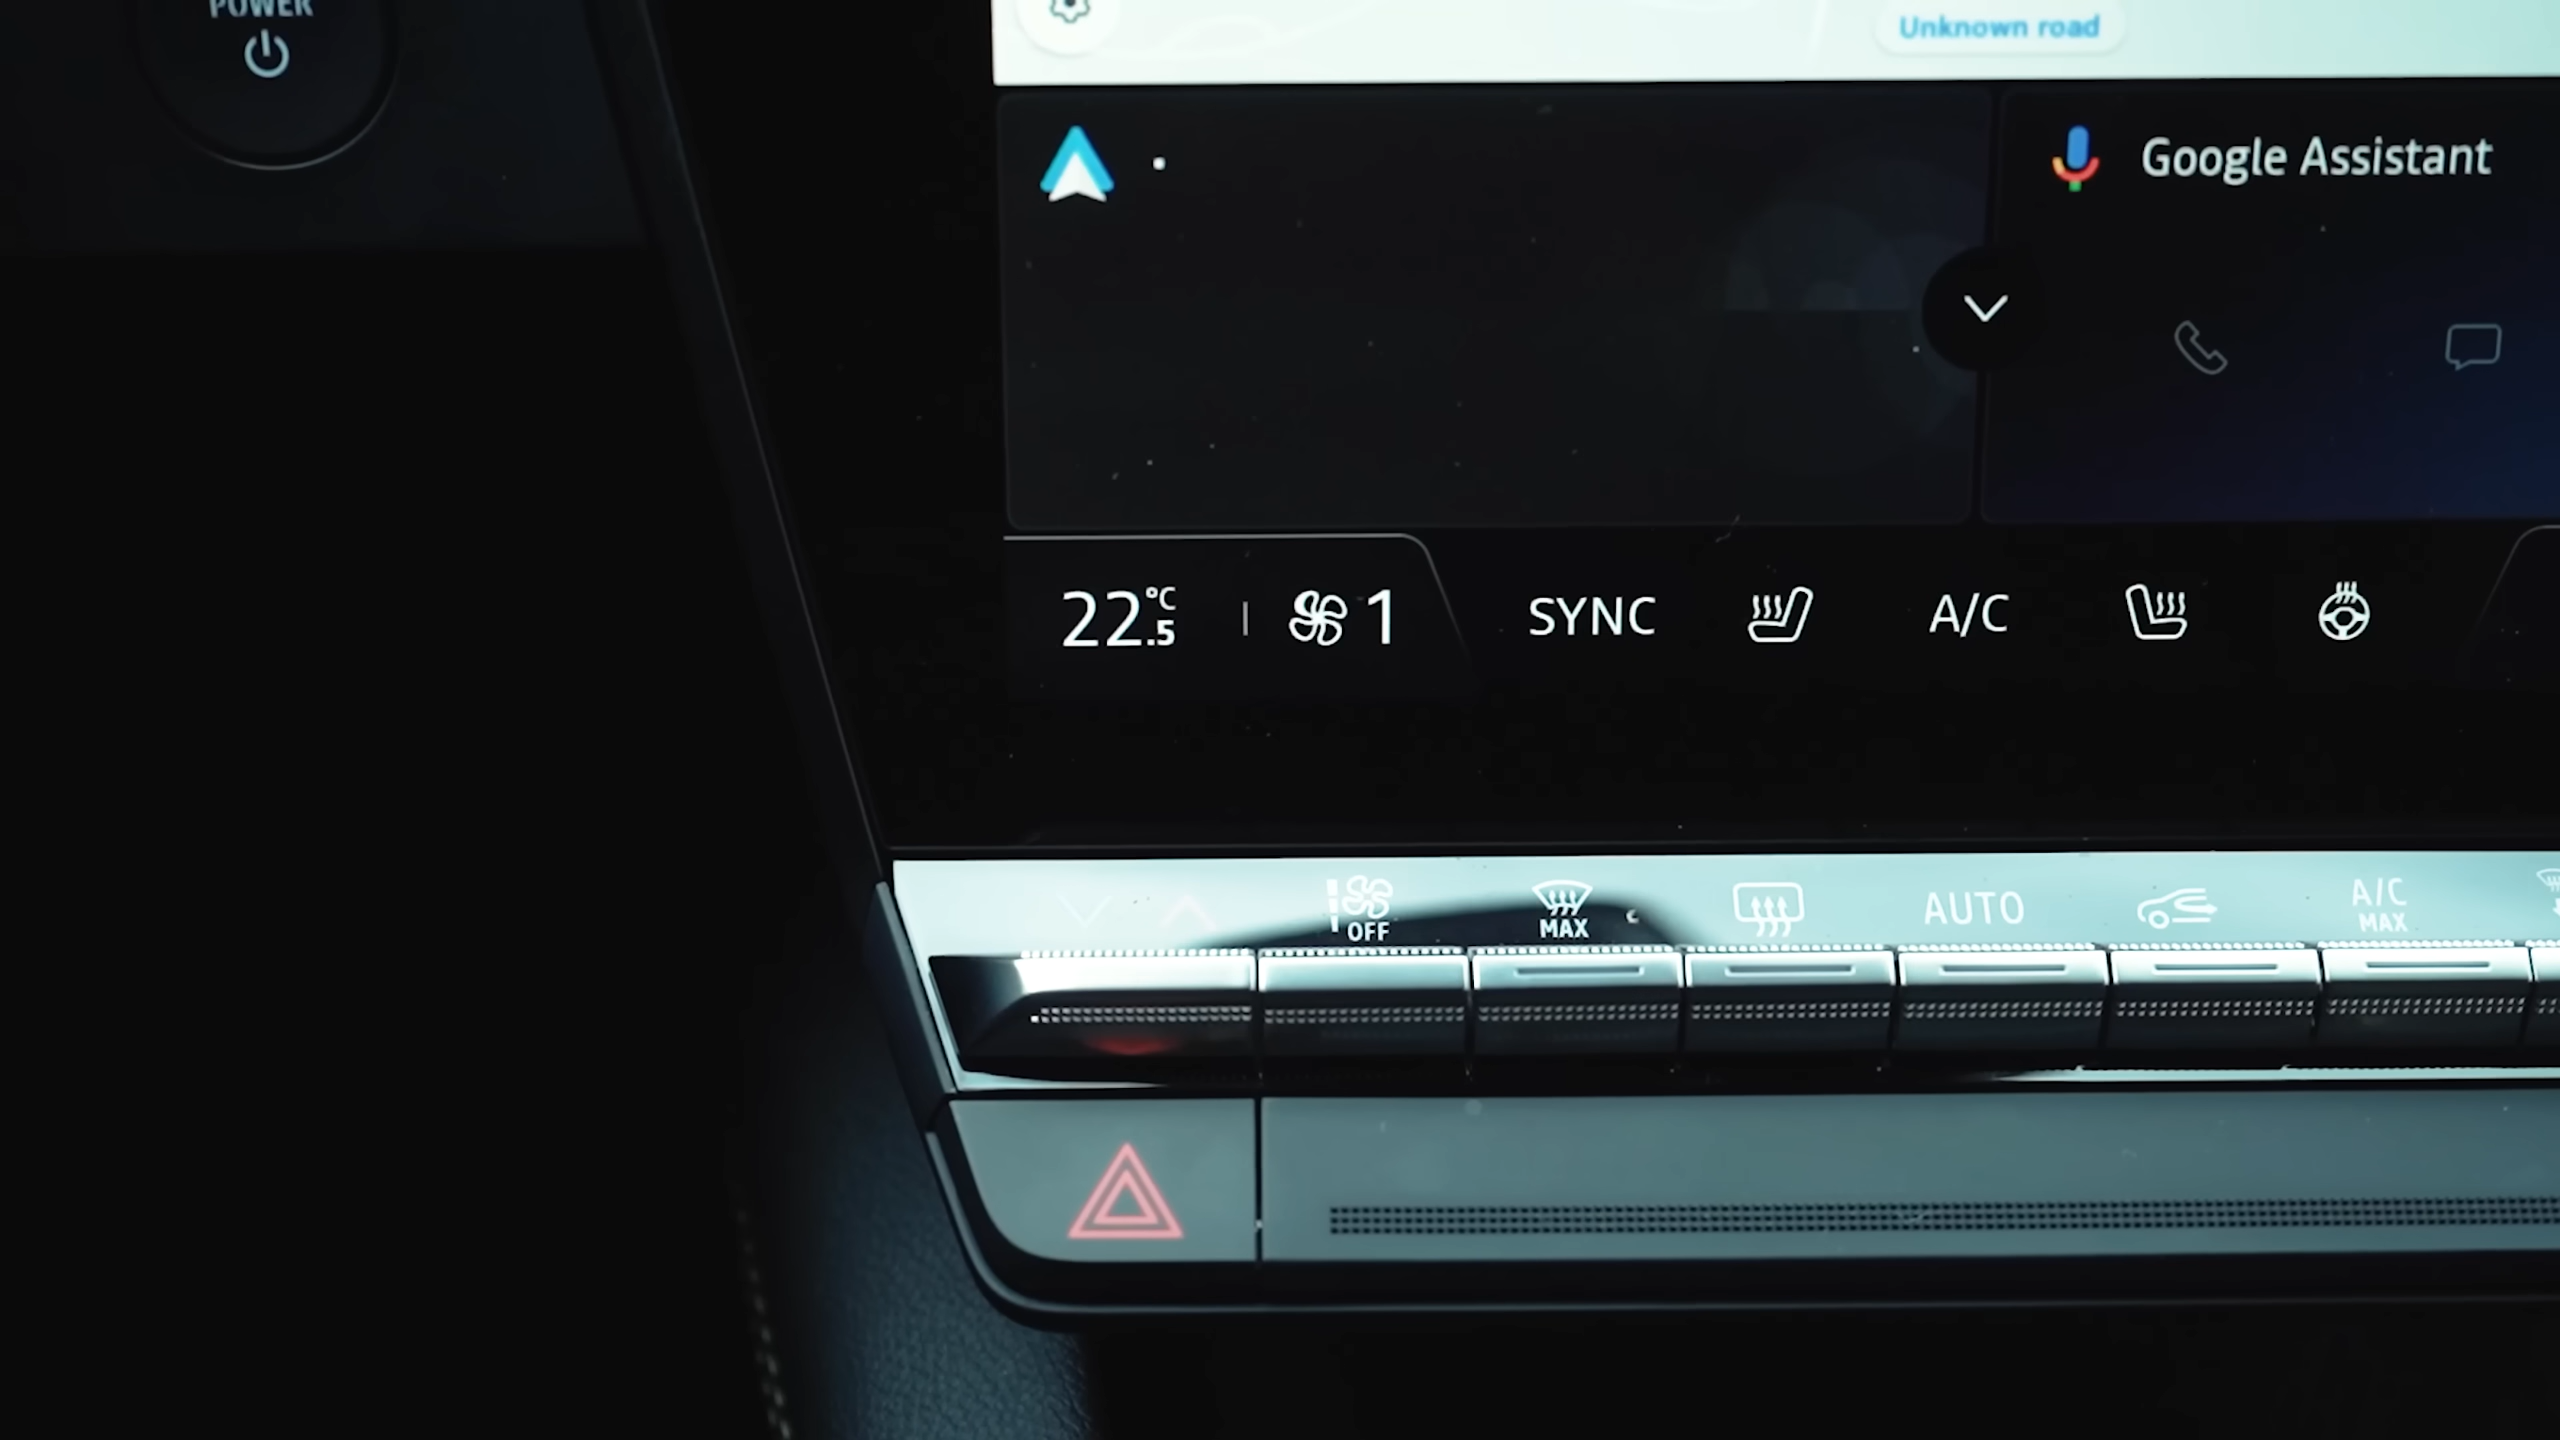 POWER
Unknown road
Google Assistant
22.5°C
1
SYNC
A/C
OFF
MAX
AUTO
A/C
MAX